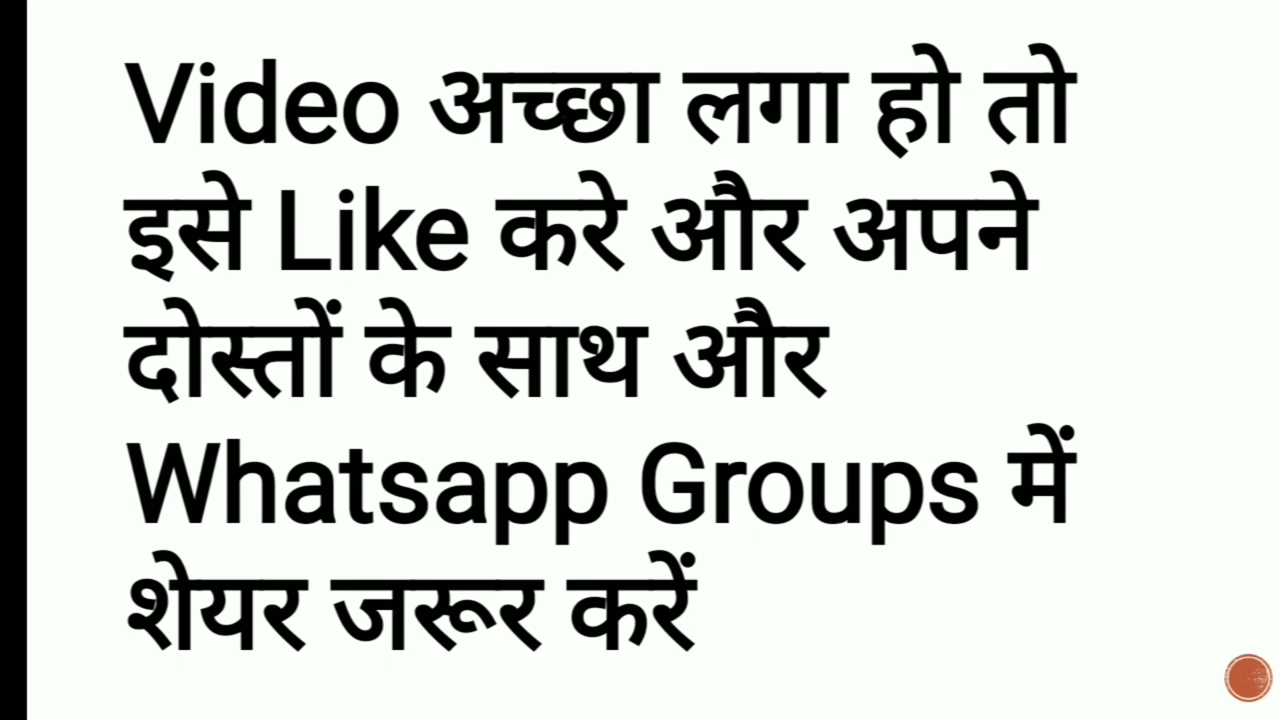 Video अच्छा लगा हो तो
इसे Like करे और अपने
दोस्तों के साथ और
Whatsapp Groups में
शेयर जरूर करें